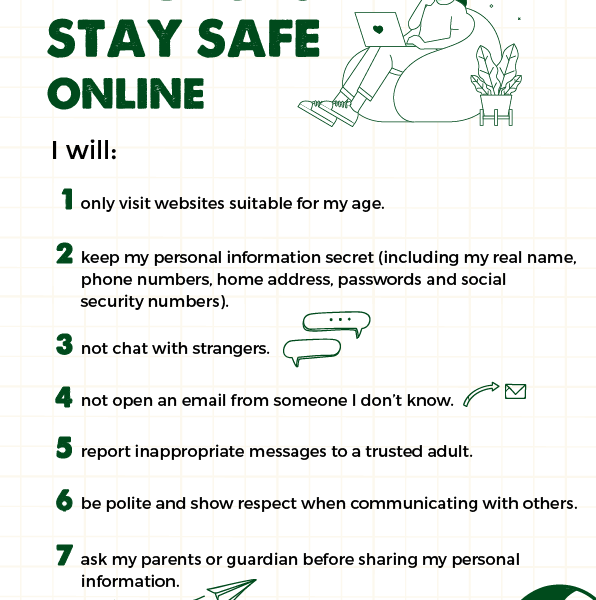 STAY SAFE
ONLINE
I will:
1 only visit websites suitable for my age.
2 keep my personal information secret (including my real name,
phone numbers, home address, passwords and social
security numbers).
3 not chat with strangers.
4 not open an email from someone I don't know.
5 report inappropriate messages to a trusted adult.
6 be polite and show respect when communicating with others.
7 ask my parents or guardian before sharing my personal
information.